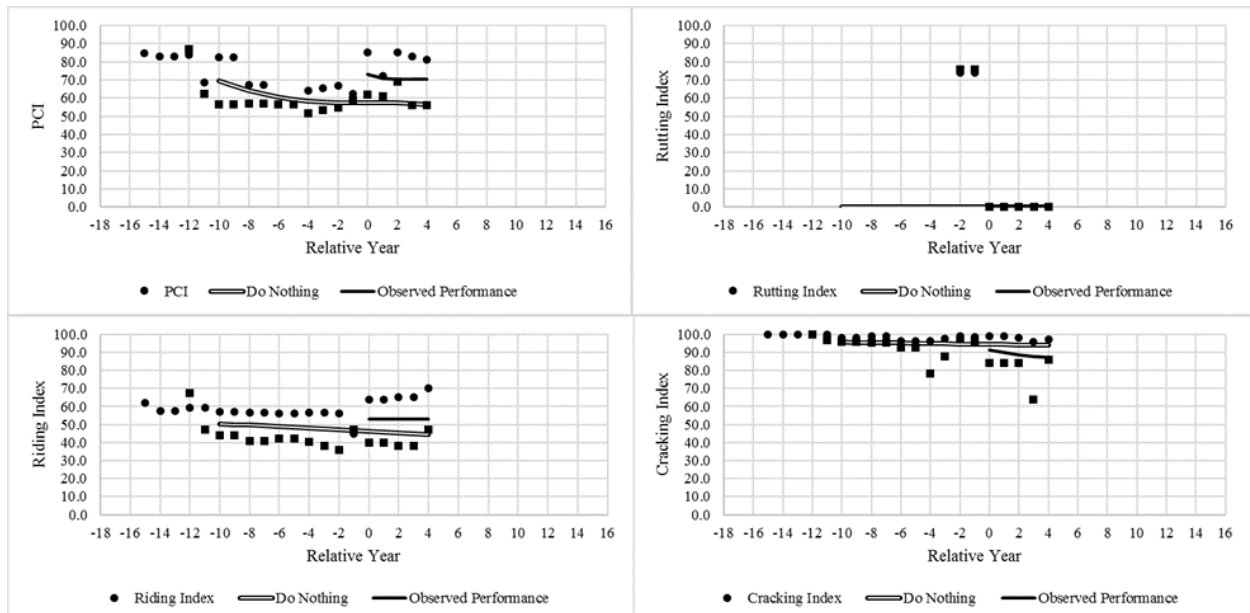 100.0
90.0
80.0
70.0
60.0
50.0
40.0
30.0
20.0
10.0
0.0
PCI
-18 -16 -14 -12 -10 -8 -6 -4 -2 0 2 4 6 8 10 12 14 16
Relative Year
PCI Do Nothing Observed Performance
100.0
90.0
80.0
70.0
60.0
50.0
40.0
30.0
20.0
10.0
0.0
Rutting Index
-18 -16 -14 -12 -10 -8 -6 -4 -2 0 2 4 6 8 10 12 14 16
Relative Year
Rutting Index Do Nothing Observed Performance
100.0
90.0
80.0
70.0
60.0
50.0
40.0
30.0
20.0
10.0
0.0
Riding Index
-18 -16 -14 -12 -10 -8 -6 -4 -2 0 2 4 6 8 10 12 14 16
Relative Year
Riding Index Do Nothing Observed Performance
100.0
90.0
80.0
70.0
60.0
50.0
40.0
30.0
20.0
10.0
0.0
Cracking Index
-18 -16 -14 -12 -10 -8 -6 -4 -2 0 2 4 6 8 10 12 14 16
Relative Year
Cracking Index Do Nothing Observed Performance